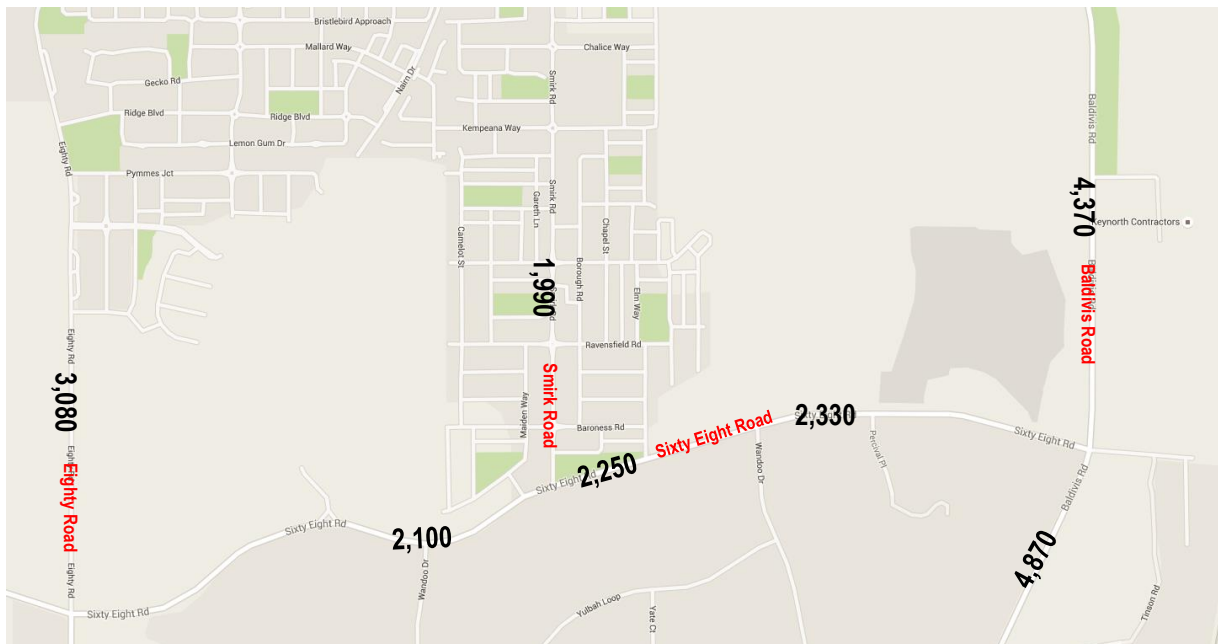 Bristlebird Approach
Mallard Way
Chalice Way
Nairn Dr
Gecko Rd
Smirk Rd
Ridge Blvd
Ridge Blvd
Baldivis Rd
Kempeana Way
Lemon Gum Dr
Eighty Rd
Pymmes Jct
Smirk Rd
Gareth Ln
4,370
Keynorth Contractors
Chapel St
Camelot St
1,990
Borough Rd
Baldivis Road
Elm Way
Eighty Rd
Ravensfield Rd
3,080
Smirk Road
Maiden Way
Baroness Rd
Sixty Eight Road
2,330
Sixty Eight Rd
Percival Pl
Wandoo Dr
Eighty Road
2,250
Sixty Eight Rd
Baldivis Rd
Sixty Eight Rd
2,100
4,870
Wandoo Dr
Eighty Rd
Tinson Rd
Yulbah Loop
Sixty Eight Rd
Yate Ct